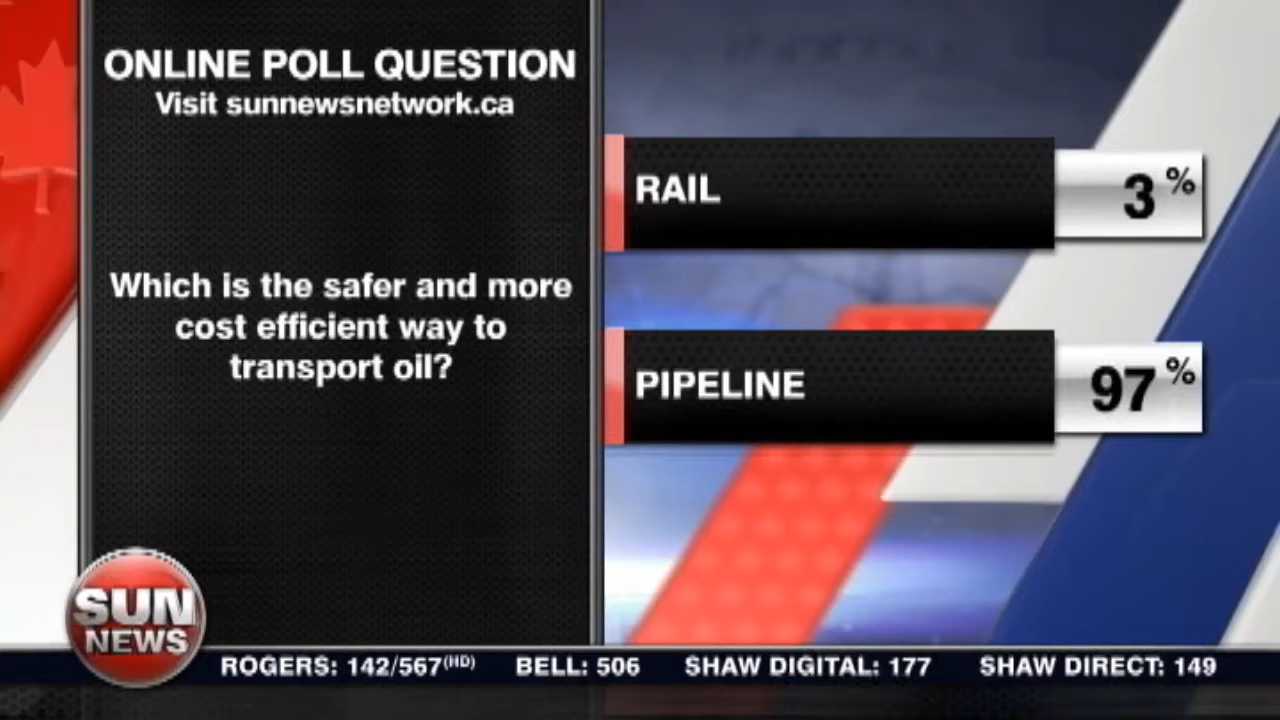 ONLINE POLL QUESTION
Visit sunnewsnetwork.ca
Which is the safer and more
cost efficient way to
transport oil?
RAIL 3%
PIPELINE 97%
SUN
NEWS
ROGERS: 142/567(HD) BELL: 506 SHAW DIGITAL: 177 SHAW DIRECT: 149